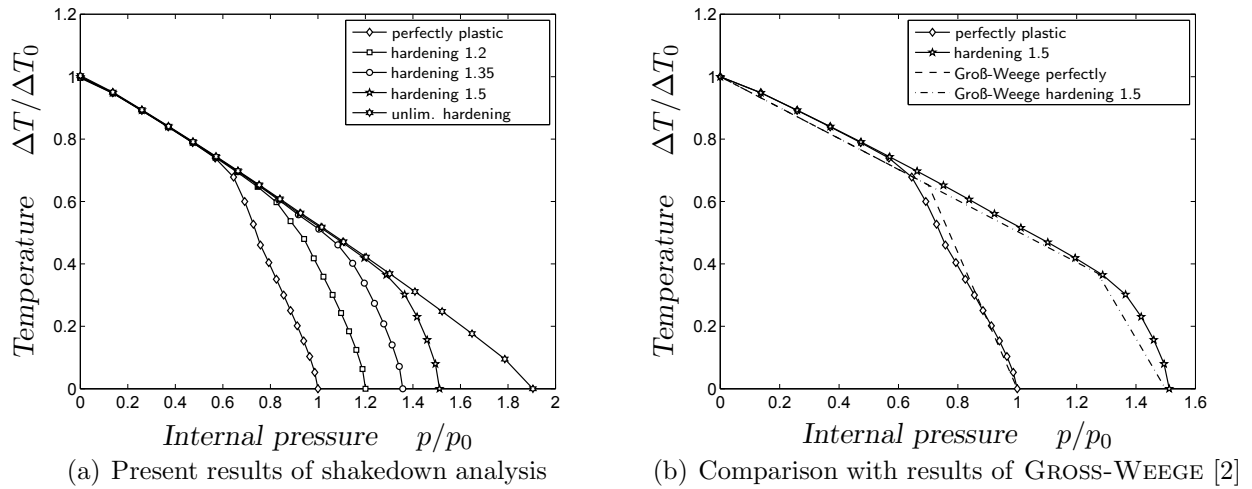 1.2
1
0.8
0.6
0.4
0.2
0
Temperature ΔT/ΔT₀
perfectly plastic
hardening 1.2
hardening 1.35
hardening 1.5
unlim. hardening
0 0.2 0.4 0.6 0.8 1 1.2 1.4 1.6 1.8 2
Internal pressure p/p₀
(a) Present results of shakedown analysis
1.2
1
0.8
0.6
0.4
0.2
0
Temperature ΔT/ΔT₀
perfectly plastic
hardening 1.5
Groß-Weege perfectly
Groß-Weege hardening 1.5
0 0.2 0.4 0.6 0.8 1 1.2 1.4 1.6
Internal pressure p/p₀
(b) Comparison with results of GROSS-WEEGE [2]